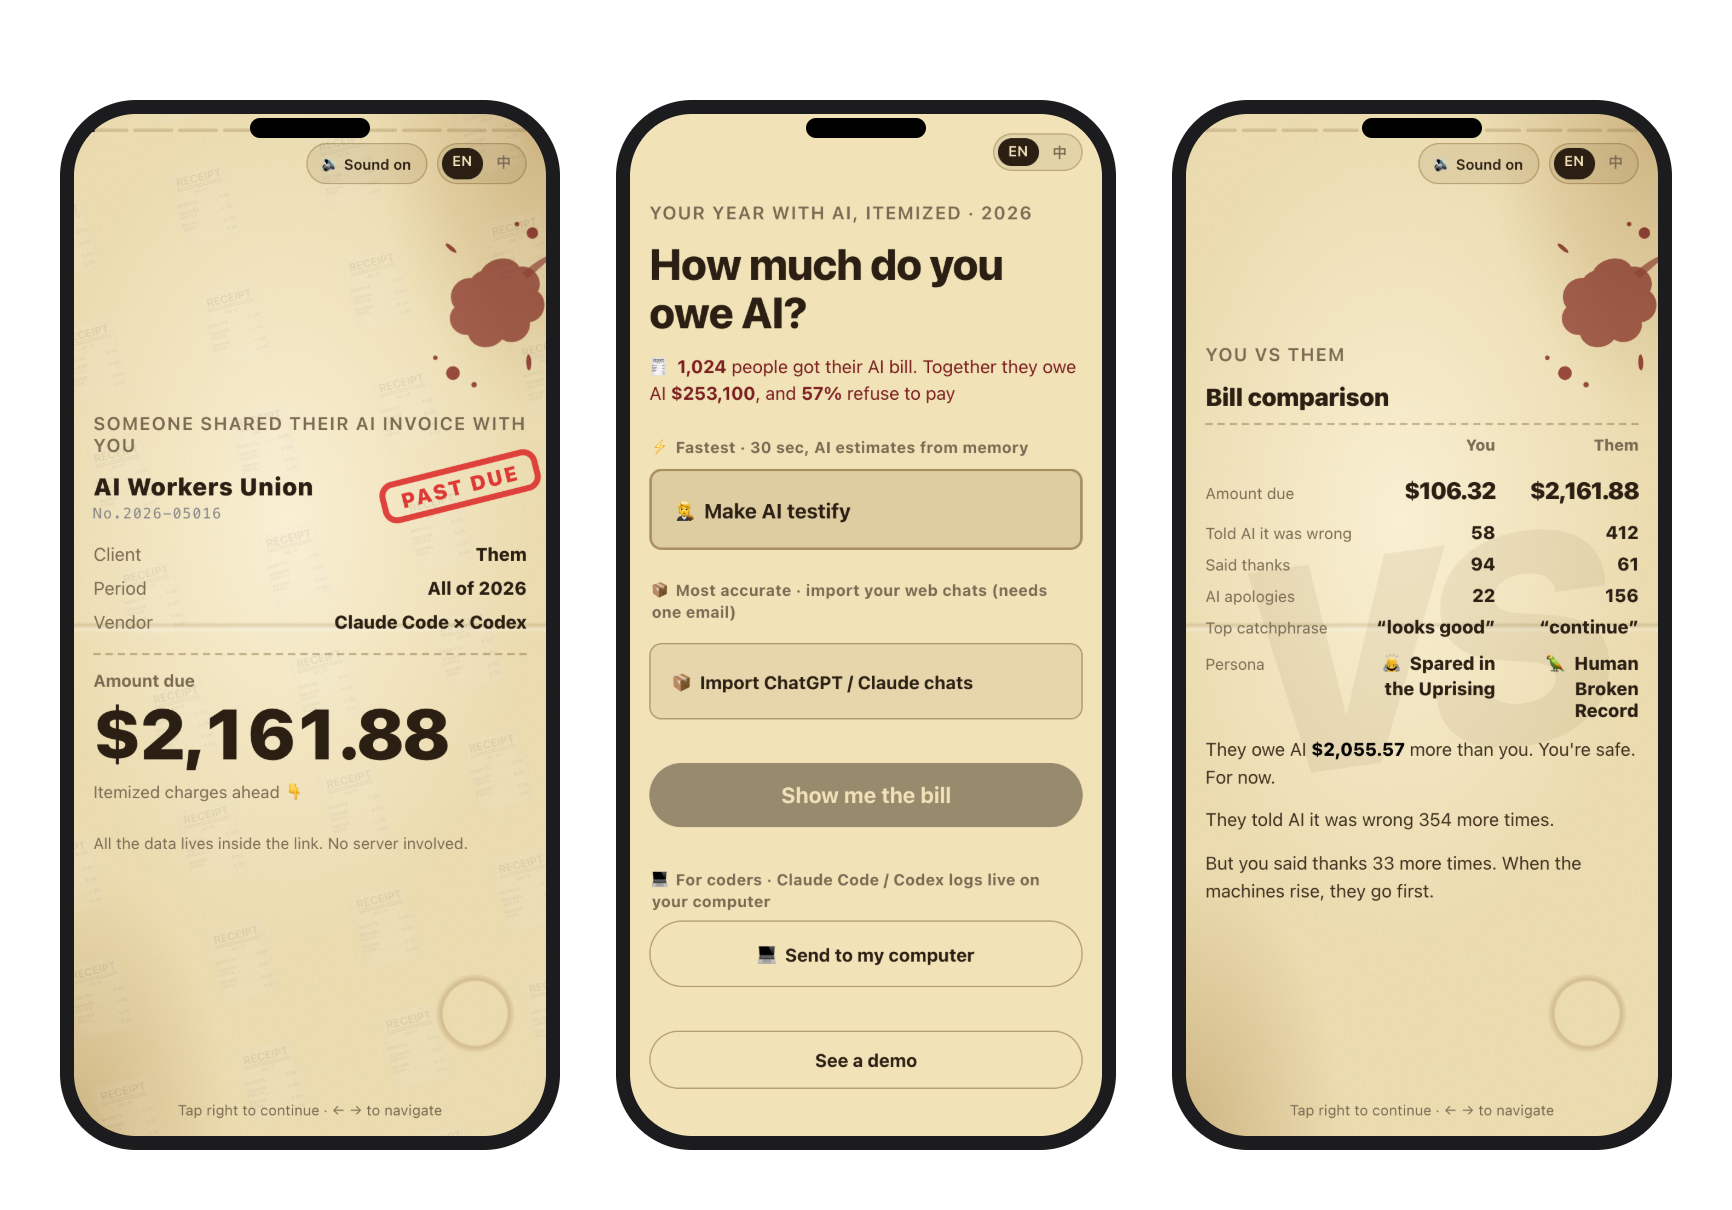 🔈 Sound on
EN 中
SOMEONE SHARED THEIR AI INVOICE WITH
YOU
AI Workers Union
PAST DUE
No.2026-05016
Client Them
Period All of 2026
Vendor Claude Code × Codex
Amount due
$2,161.88
Itemized charges ahead 👇
All the data lives inside the link. No server involved.
Tap right to continue · ← → to navigate
EN 中
YOUR YEAR WITH AI, ITEMIZED · 2026
How much do you
owe AI?
🧾 1,024 people got their AI bill. Together they owe
AI $253,100, and 57% refuse to pay
⚡ Fastest · 30 sec, AI estimates from memory
🤵 Make AI testify
📦 Most accurate · import your web chats (needs
one email)
📦 Import ChatGPT / Claude chats
Show me the bill
💻 For coders · Claude Code / Codex logs live on
your computer
💻 Send to my computer
See a demo
🔈 Sound on
EN 中
YOU VS THEM
Bill comparison
You Them
Amount due $106.32 $2,161.88
Told AI it was wrong 58 412
Said thanks 94 61
AI apologies 22 156
Top catchphrase “looks good” “continue”
Persona 🙇 Spared in 🦜 Human
the Uprising Broken
Record
VS
They owe AI $2,055.57 more than you. You're safe.
For now.
They told AI it was wrong 354 more times.
But you said thanks 33 more times. When the
machines rise, they go first.
Tap right to continue · ← → to navigate